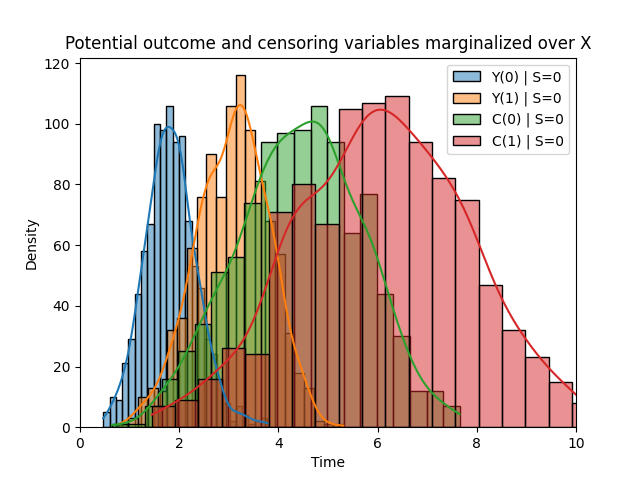 Potential outcome and censoring variables marginalized over X
120
100
80
60
40
20
0
Density
Y(0) | S=0
Y(1) | S=0
C(0) | S=0
C(1) | S=0
0 2 4 6 8 10
Time